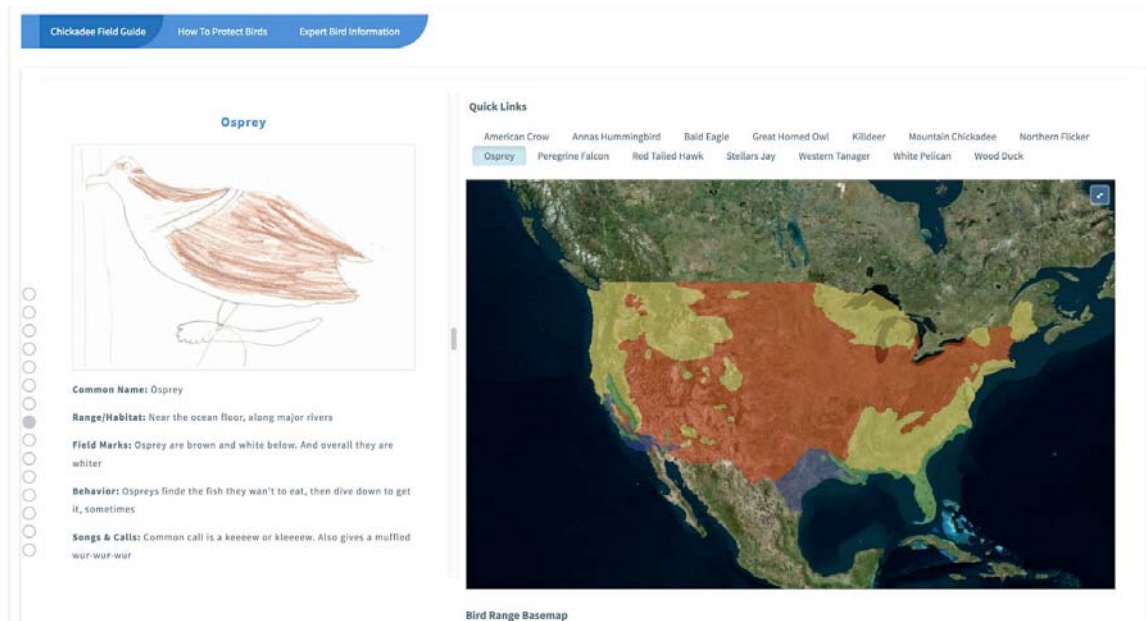 Chickadee Field Guide How To Protect Birds Expert Bird Information
Osprey
Common Name: Osprey
Range/Habitat: Near the ocean floor, along major rivers
Field Marks: Osprey are brown and white below. And overall they are
whiter
Behavior: Ospreys finde the fish they wan't to eat, then dive down to get
it, sometimes
Songs & Calls: Common call is a keeeew or kleeeew. Also gives a muffled
wur-wur-wur
Quick Links
American Crow Annas Hummingbird Bald Eagle Great Horned Owl Killdeer Mountain Chickadee Northern Flicker
Osprey Peregrine Falcon Red Tailed Hawk Stellars Jay Western Tanager White Pelican Wood Duck
Bird Range Basemap